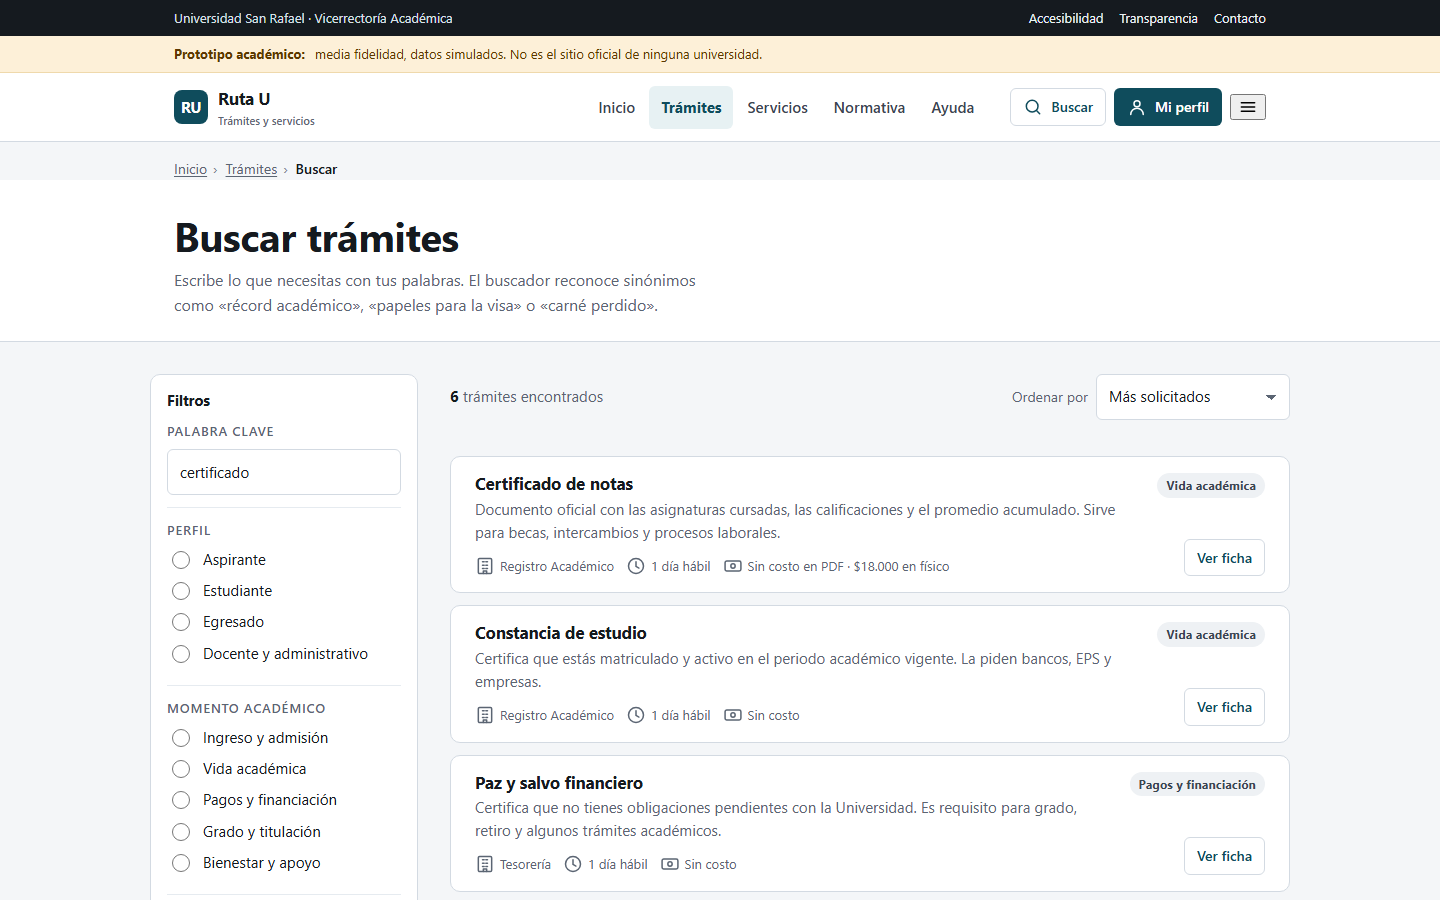 Universidad San Rafael · Vicerrectoría Académica
Accesibilidad Transparencia Contacto
Prototipo académico: media fidelidad, datos simulados. No es el sitio oficial de ninguna universidad.
RU
Ruta U
Trámites y servicios
Inicio Trámites Servicios Normativa Ayuda
Buscar
Mi perfil
Inicio › Trámites › Buscar
Buscar trámites
Escribe lo que necesitas con tus palabras. El buscador reconoce sinónimos
como «récord académico», «papeles para la visa» o «carné perdido».
Filtros
PALABRA CLAVE
certificado
PERFIL
Aspirante
Estudiante
Egresado
Docente y administrativo
MOMENTO ACADÉMICO
Ingreso y admisión
Vida académica
Pagos y financiación
Grado y titulación
Bienestar y apoyo
6 trámites encontrados
Ordenar por
Más solicitados
Certificado de notas
Vida académica
Documento oficial con las asignaturas cursadas, las calificaciones y el promedio acumulado. Sirve
para becas, intercambios y procesos laborales.
Registro Académico 1 día hábil Sin costo en PDF · $18.000 en físico
Ver ficha
Constancia de estudio
Vida académica
Certifica que estás matriculado y activo en el periodo académico vigente. La piden bancos, EPS y
empresas.
Registro Académico 1 día hábil Sin costo
Ver ficha
Paz y salvo financiero
Pagos y financiación
Certifica que no tienes obligaciones pendientes con la Universidad. Es requisito para grado,
retiro y algunos trámites académicos.
Tesorería 1 día hábil Sin costo
Ver ficha